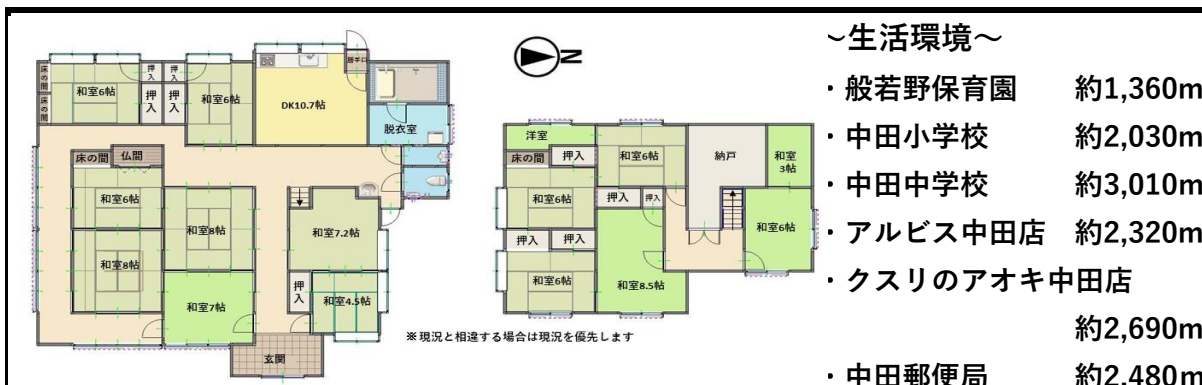 床の間
床の間
和室6帖
押入
押入
押入
押入
和室6帖
DK10.7帖
勝手口
脱衣室
床の間
仏間
和室6帖
和室8帖
和室8帖
和室7帖
和室7.2帖
押入
和室4.5帖
玄関
N
洋室
床の間
押入
和室6帖
納戸
和室
3帖
和室6帖
押入
押入
和室6帖
押入
押入
和室6帖
和室8.5帖
※現況と相違する場合は現況を優先します
~生活環境~
・般若野保育園 約1,360m
・中田小学校 約2,030m
・中田中学校 約3,010m
・アルビス中田店 約2,320m
・クスリのアオキ中田店
約2,690m
・中田郵便局 約2,480m